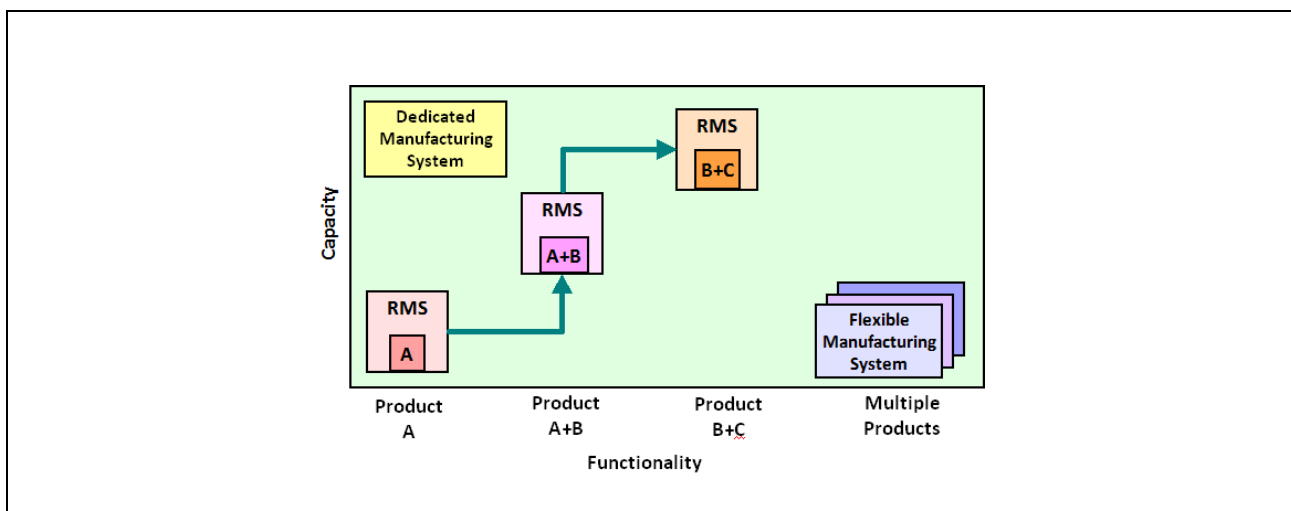 Dedicated
Manufacturing
System
RMS
B+C
RMS
A+B
RMS
A
Flexible
Manufacturing
System
Capacity
Product
A
Product
A+B
Product
B+C
Multiple
Products
Functionality